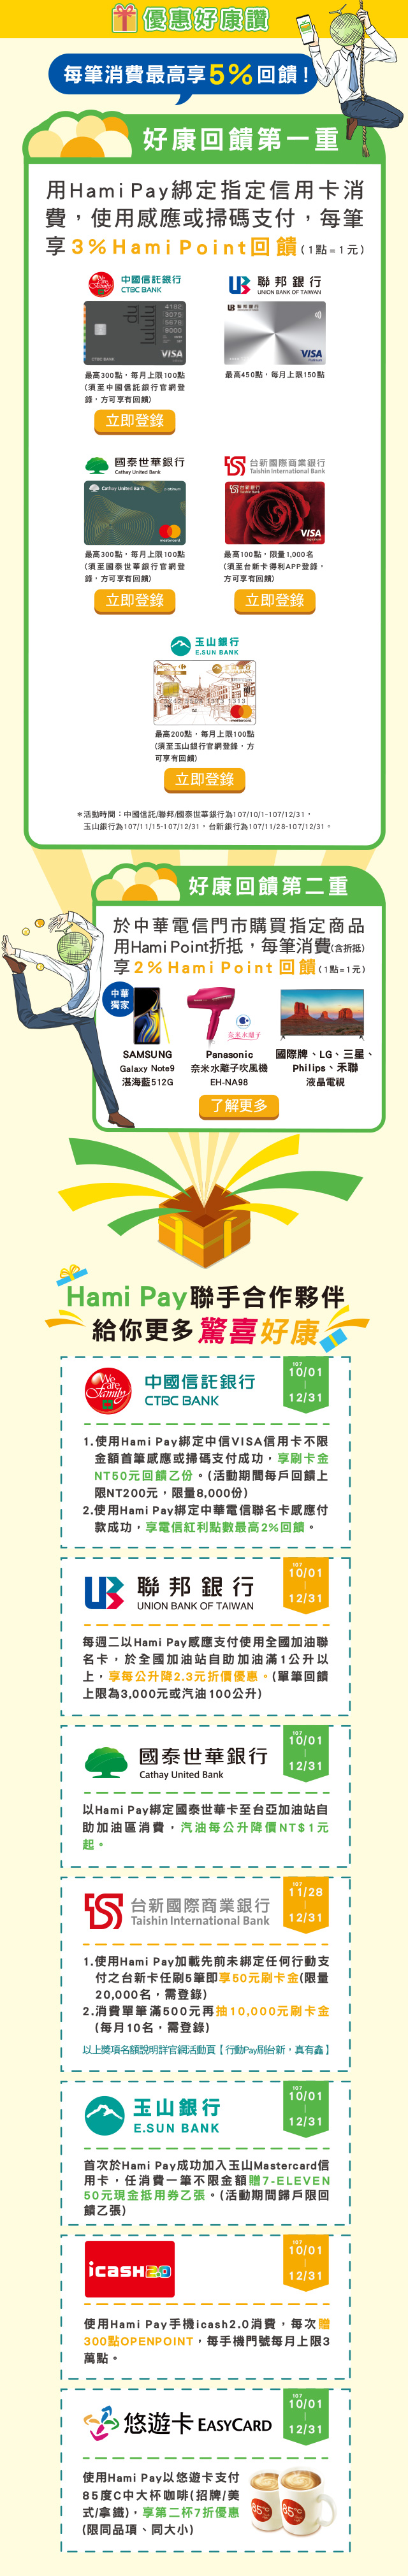 優惠好康讚
每筆消費最高享5%回饋!
好康回饋第一重
用Hami Pay綁定指定信用卡消
費，使用感應或掃碼支付，每筆
享3%Hami Point回饋(1點=1元)
中國信託銀行
CTBC BANK
We are Family
聯邦銀行
UNION BANK OF TAIWAN
VISA
VISA
最高300點，每月上限100點
(須至中國信託銀行官網登
錄，方可享有回饋)
立即登錄
最高450點，每月上限150點
國泰世華銀行
Cathay United Bank
台新國際商業銀行
Taishin International Bank
Cathay United Bank
mastercard
VISA
最高300點，每月上限100點
(須至國泰世華銀行官網登
錄，方可享有回饋)
立即登錄
最高100點，限量1,000名
(須至台新卡得利APP登錄，
方可享有回饋)
立即登錄
玉山銀行
E.SUN BANK
mastercard
最高200點，每月上限100點
(須至玉山銀行官網登錄，方
可享有回饋)
立即登錄
*活動時間：中國信託/聯邦/國泰世華銀行為107/10/1-107/12/31，
玉山銀行為107/11/15-107/12/31，台新銀行為107/11/28-107/12/31。
好康回饋第二重
於中華電信門市購買指定商品
用Hami Point折抵，每筆消費(含折抵)
享2%Hami Point回饋(1點=1元)
中華
獨家
奈米水離子
SAMSUNG
Galaxy Note9
湛海藍512G
Panasonic
奈米水離子吹風機
EH-NA98
國際牌、LG、三星、
Philips、禾聯
液晶電視
了解更多
Hami Pay聯手合作夥伴
給你更多驚喜好康
We are Family
中國信託銀行
CTBC BANK
107
10/01
|
12/31
1.使用Hami Pay綁定中信VISA信用卡不限
金額首筆感應或掃碼支付成功，享刷卡金
NT50元回饋乙份。(活動期間每戶回饋上
限NT200元，限量8,000份)
2.使用Hami Pay綁定中華電信聯名卡感應付
款成功，享電信紅利點數最高2%回饋。
聯邦銀行
UNION BANK OF TAIWAN
107
10/01
|
12/31
每週二以Hami Pay感應支付使用全國加油聯
名卡，於全國加油站自助加油滿1公升以
上，享每公升降2.3元折價優惠。(單筆回饋
上限為3,000元或汽油100公升)
國泰世華銀行
Cathay United Bank
107
10/01
|
12/31
以Hami Pay綁定國泰世華卡至台亞加油站自
助加油區消費，汽油每公升降價NT$1元
起。
台新國際商業銀行
Taishin International Bank
107
11/28
|
12/31
1.使用Hami Pay加載先前未綁定任何行動支
付之台新卡任刷5筆即享50元刷卡金(限量
20,000名，需登錄)
2.消費單筆滿500元再抽10,000元刷卡金
(每月10名，需登錄)
以上獎項名額說明詳官網活動頁【行動Pay刷台新，真有鑫】
玉山銀行
E.SUN BANK
107
10/01
|
12/31
首次於Hami Pay成功加入玉山Mastercard信
用卡，任消費一筆不限金額贈7-ELEVEN
50元現金抵用券乙張。(活動期間歸戶限回
饋乙張)
icash2.0
107
10/01
|
12/31
使用Hami Pay手機icash2.0消費，每次贈
300點OPENPOINT，每手機門號每月上限3
萬點。
悠遊卡 EASYCARD
107
10/01
|
12/31
使用Hami Pay以悠遊卡支付
85度C中大杯咖啡(招牌/美
式/拿鐵)，享第二杯7折優惠
(限同品項、同大小)
85°C
85°C